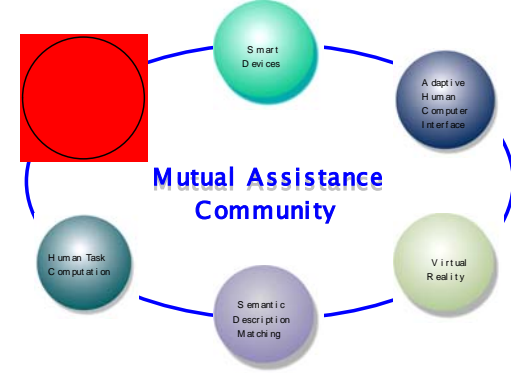 Smart
Devices
Adaptive
Human
Computer
Interface
Mutual Assistance
Community
Human Task
Computation
Virtual
Reality
Semantic
Description
Matching